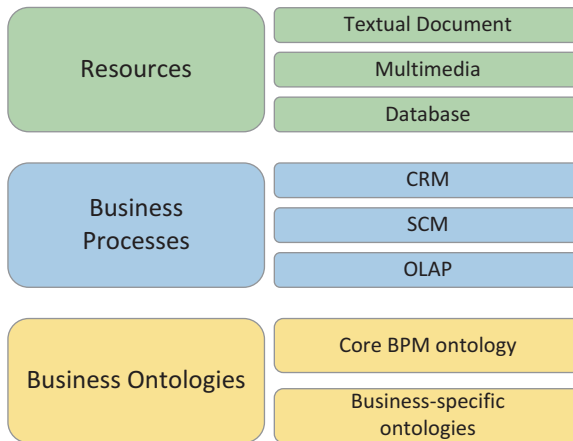 Resources
Textual Document
Multimedia
Database
Business
Processes
CRM
SCM
OLAP
Business Ontologies
Core BPM ontology
Business-specific
ontologies